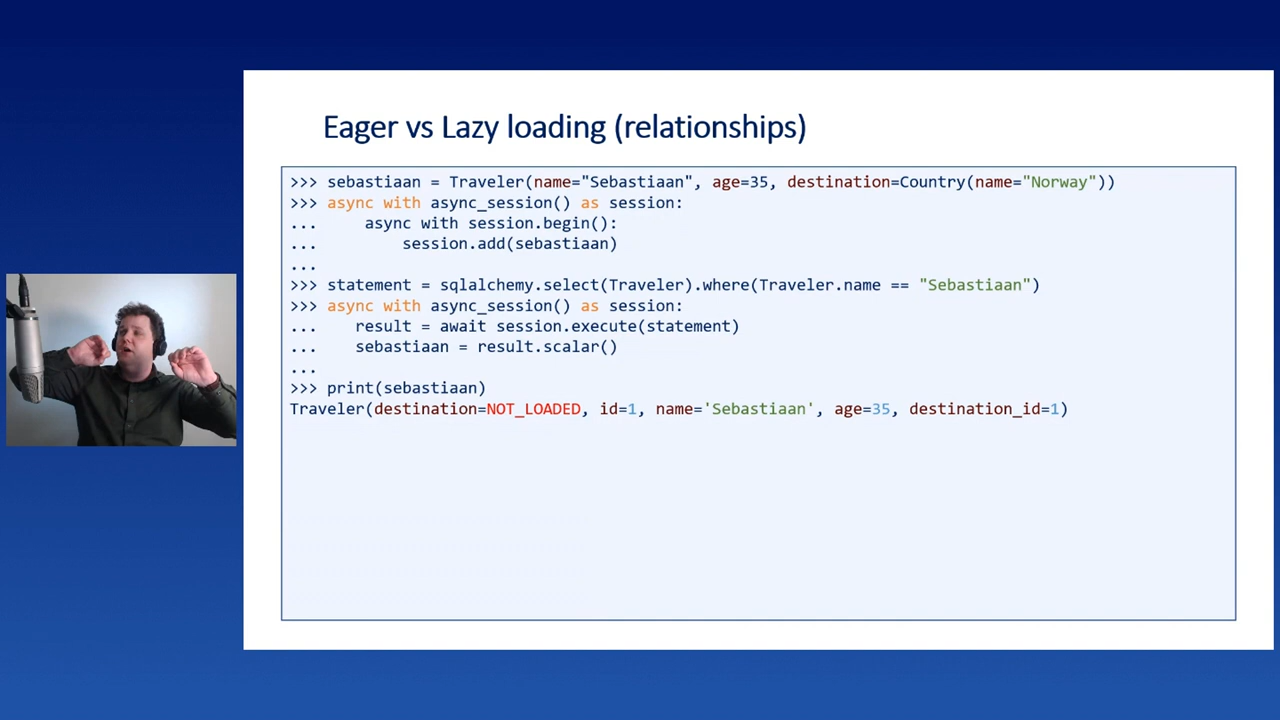 Eager vs Lazy loading (relationships)
>>> sebastiaan = Traveler(name="Sebastiaan", age=35, destination=Country(name="Norway"))
>>> async with async_session() as session:
...     async with session.begin():
...         session.add(sebastiaan)
...
>>> statement = sqlalchemy.select(Traveler).where(Traveler.name == "Sebastiaan")
>>> async with async_session() as session:
...    result = await session.execute(statement)
...    sebastiaan = result.scalar()
...
>>> print(sebastiaan)
Traveler(destination=NOT_LOADED, id=1, name='Sebastiaan', age=35, destination_id=1)